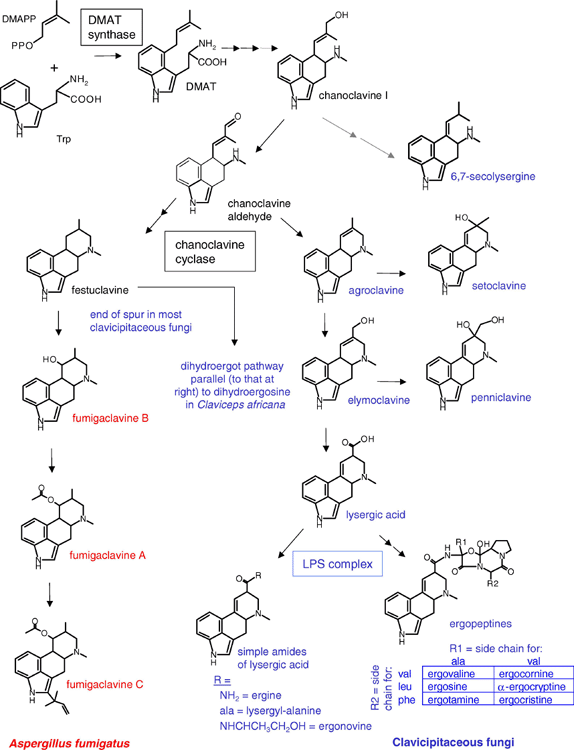 DMAPP
PPO
+
Trp
N
H
NH2
COOH
DMAT
synthase
NH2
COOH
N
H
DMAT
OH
H
N
N
H
chanoclavine I
H
N
N
H
6,7-secolysergine
O
H
N
N
H
chanoclavine
aldehyde
chanoclavine
cyclase
N
N
H
festuclavine
N
N
H
agroclavine
HO
N
N
H
setoclavine
end of spur in most
clavicipitaceous fungi
dihydroergot pathway
parallel (to that at
right) to dihydroergosine
in Claviceps africana
HO
N
N
H
fumigaclavine B
OH
N
N
H
elymoclavine
HO
OH
N
N
H
penniclavine
O
OH
N
N
H
lysergic acid
O
O
N
N
H
fumigaclavine A
LPS complex
O
R
N
N
H
simple amides
of lysergic acid
R =
NH2 = ergine
ala = lysergyl-alanine
NHCHCH3CH2OH = ergonovine
O
NH
R1
O
OH
N
N
O
R2
O
N
N
H
ergopeptines
R1 = side chain for:
ala val
R2 = side
chain for:
val ergovaline ergocornine
leu ergosine α-ergocryptine
phe ergotamine ergocristine
O
O
N
N
H
fumigaclavine C
Aspergillus fumigatus
Clavicipitaceous fungi